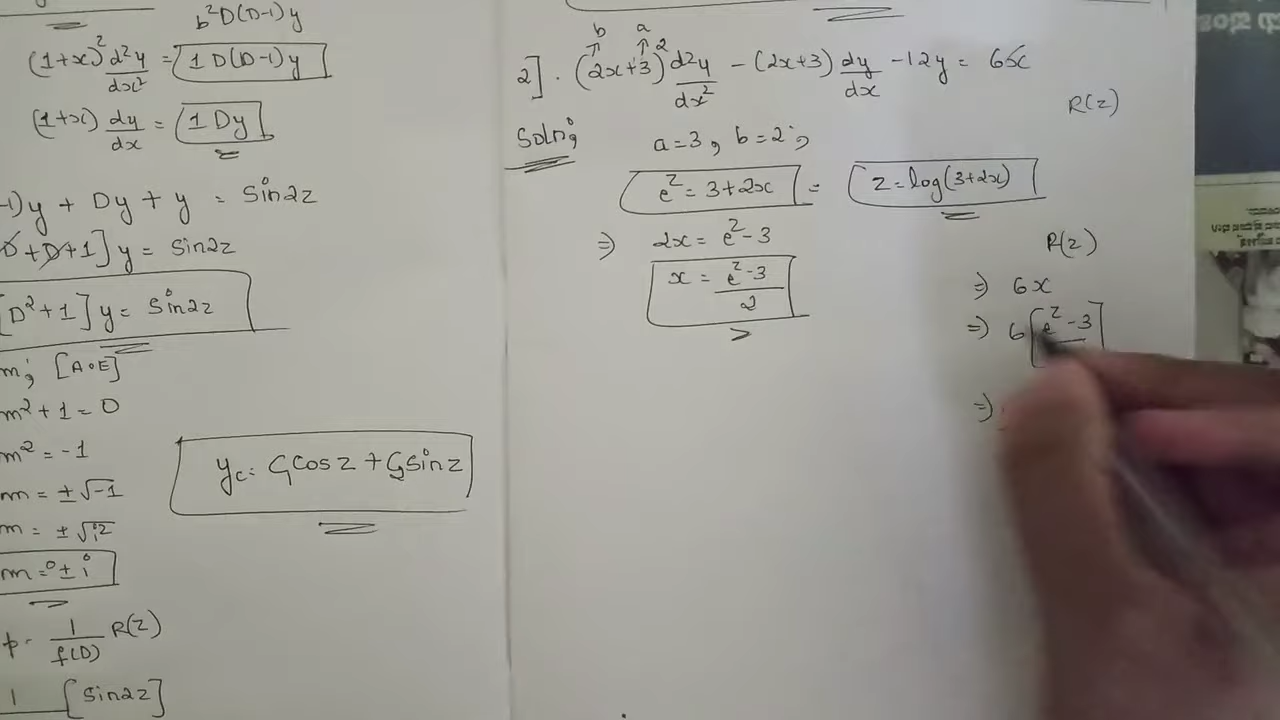 b²D(D-1)y
(1+x)² d²y/dx² = 1 D(D-1)y
(1+x) dy/dx = 1 Dy
-1)y + Dy + y = Sin2z
+D+1]y = Sin2z
[D²+1]y = Sin2z
[A.E]
m²+1=0
m² = -1
m = ±√-1
m = ±√i²
m = 0 ± i
yc = C₁cosz + C₂sinz
p = 1/f(D) R(z)
1 [Sin2z]
b a
2]. (2x+3)² d²y/dx² - (2x+3) dy/dx - 12y = 6x
R(z)
Soln;
a=3, b=2;
e^z = 3+2x = z = log(3+2x)
⇒ 2x = e^z - 3
x = e^z - 3 / 2
R(z)
⇒ 6x
⇒ 6[e^z - 3
⇒